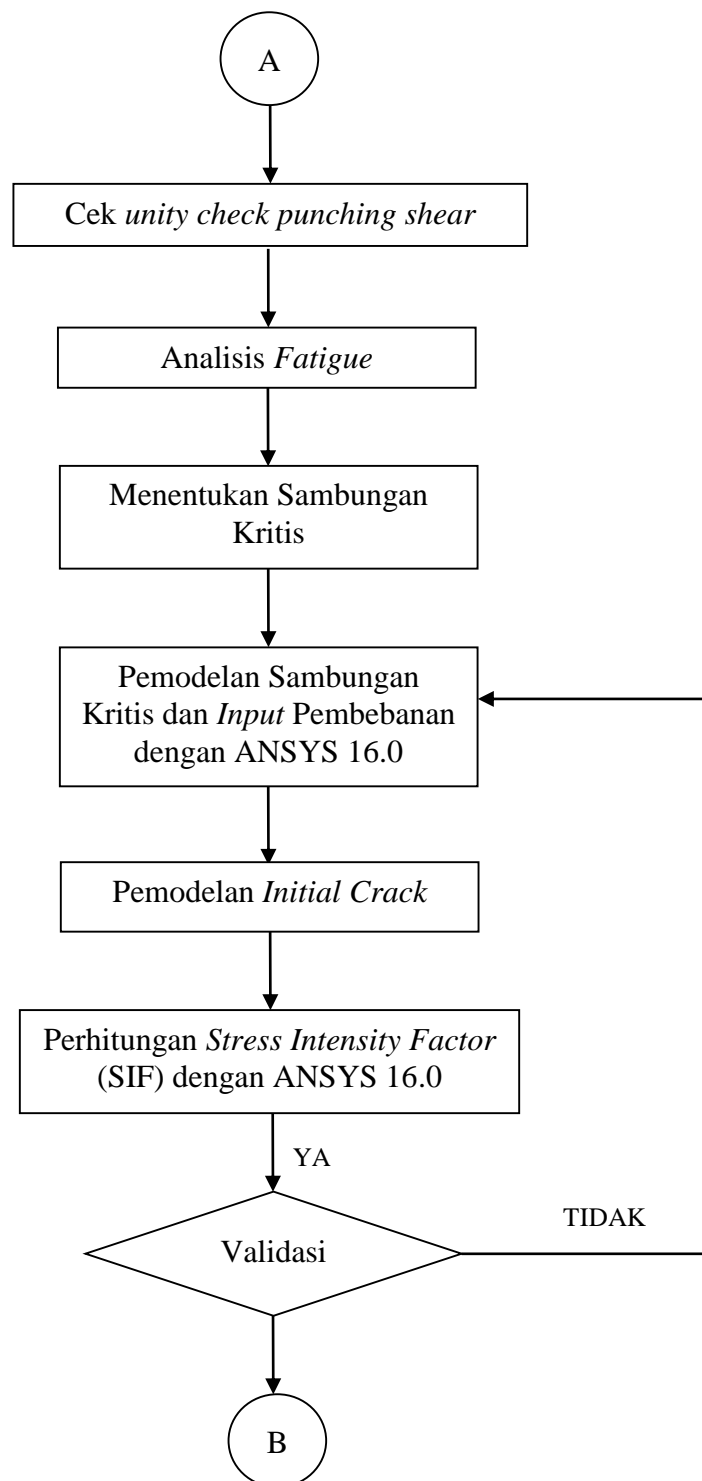 A
Cek unity check punching shear
Analisis Fatigue
Menentukan Sambungan
Kritis
Pemodelan Sambungan
Kritis dan Input Pembebanan
dengan ANSYS 16.0
Pemodelan Initial Crack
Perhitungan Stress Intensity Factor
(SIF) dengan ANSYS 16.0
YA
TIDAK
Validasi
B